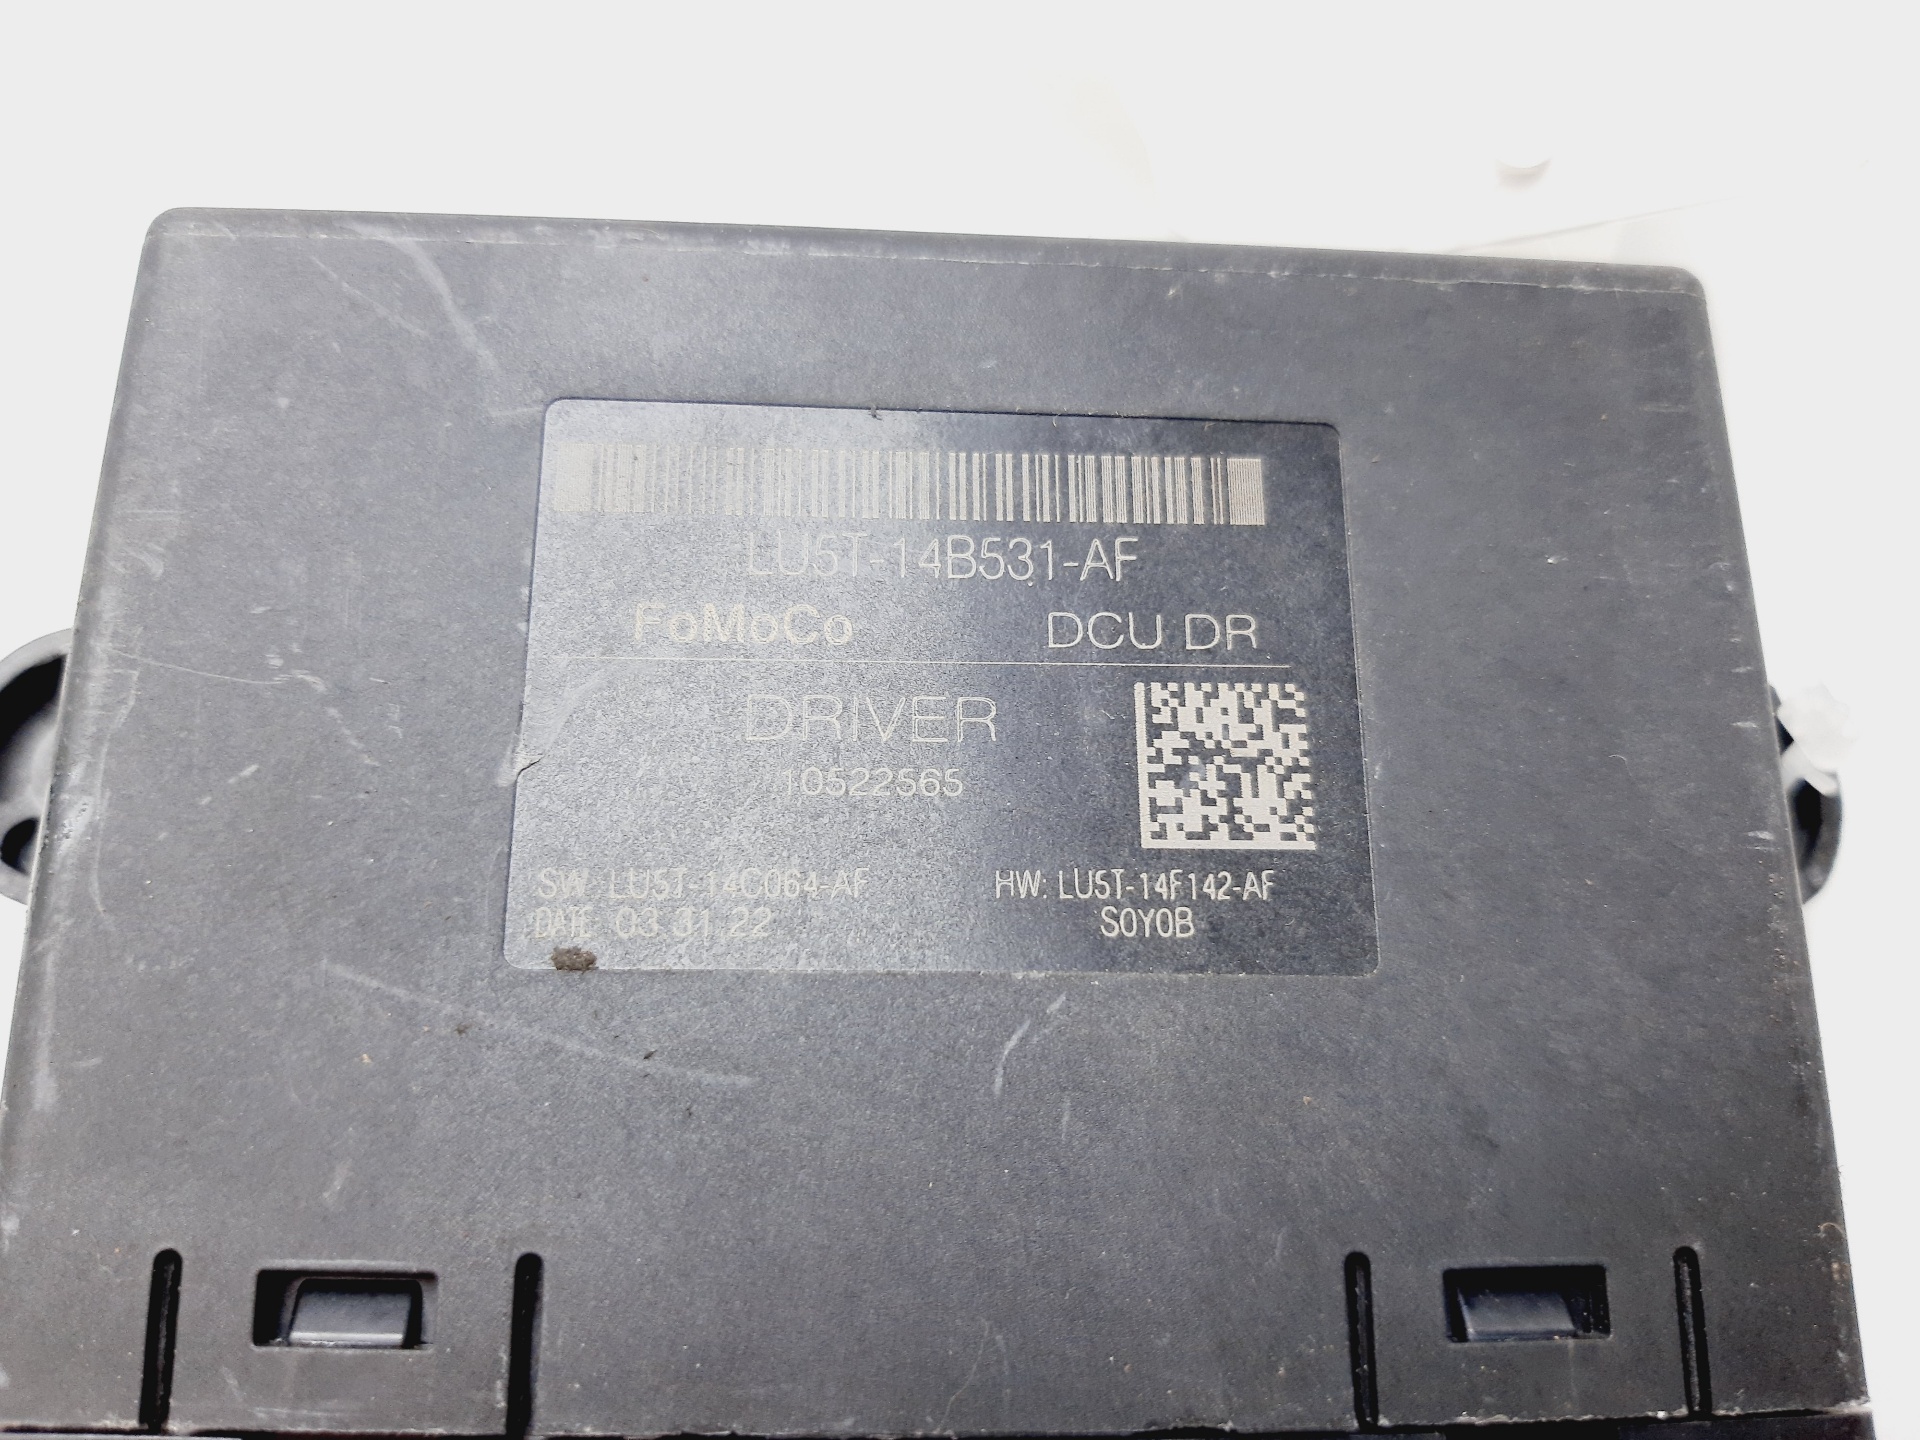 LU5T-14B531-AF
FoMoCo DCU DR
DRIVER
10522565
SW: LU5T-14C064-AF HW: LU5T-14F142-AF
DATE 03.31.22 S0Y0B